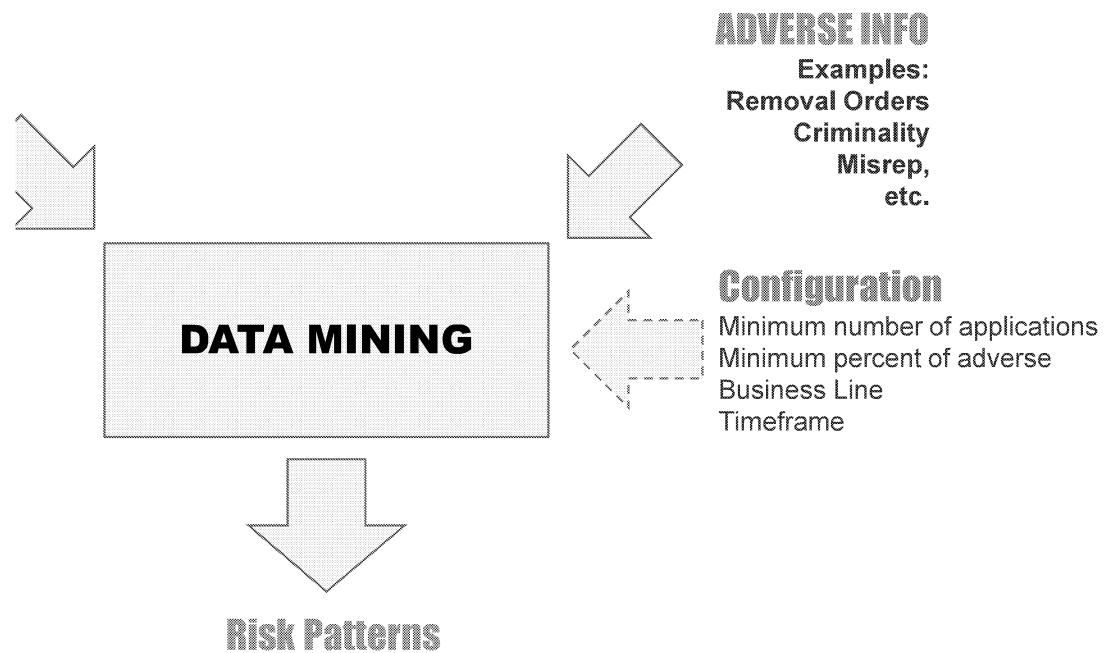 ADVERSE INFO
Examples:
Removal Orders
Criminality
Misrep,
etc.
DATA MINING
Configuration
Minimum number of applications
Minimum percent of adverse
Business Line
Timeframe
Risk Patterns